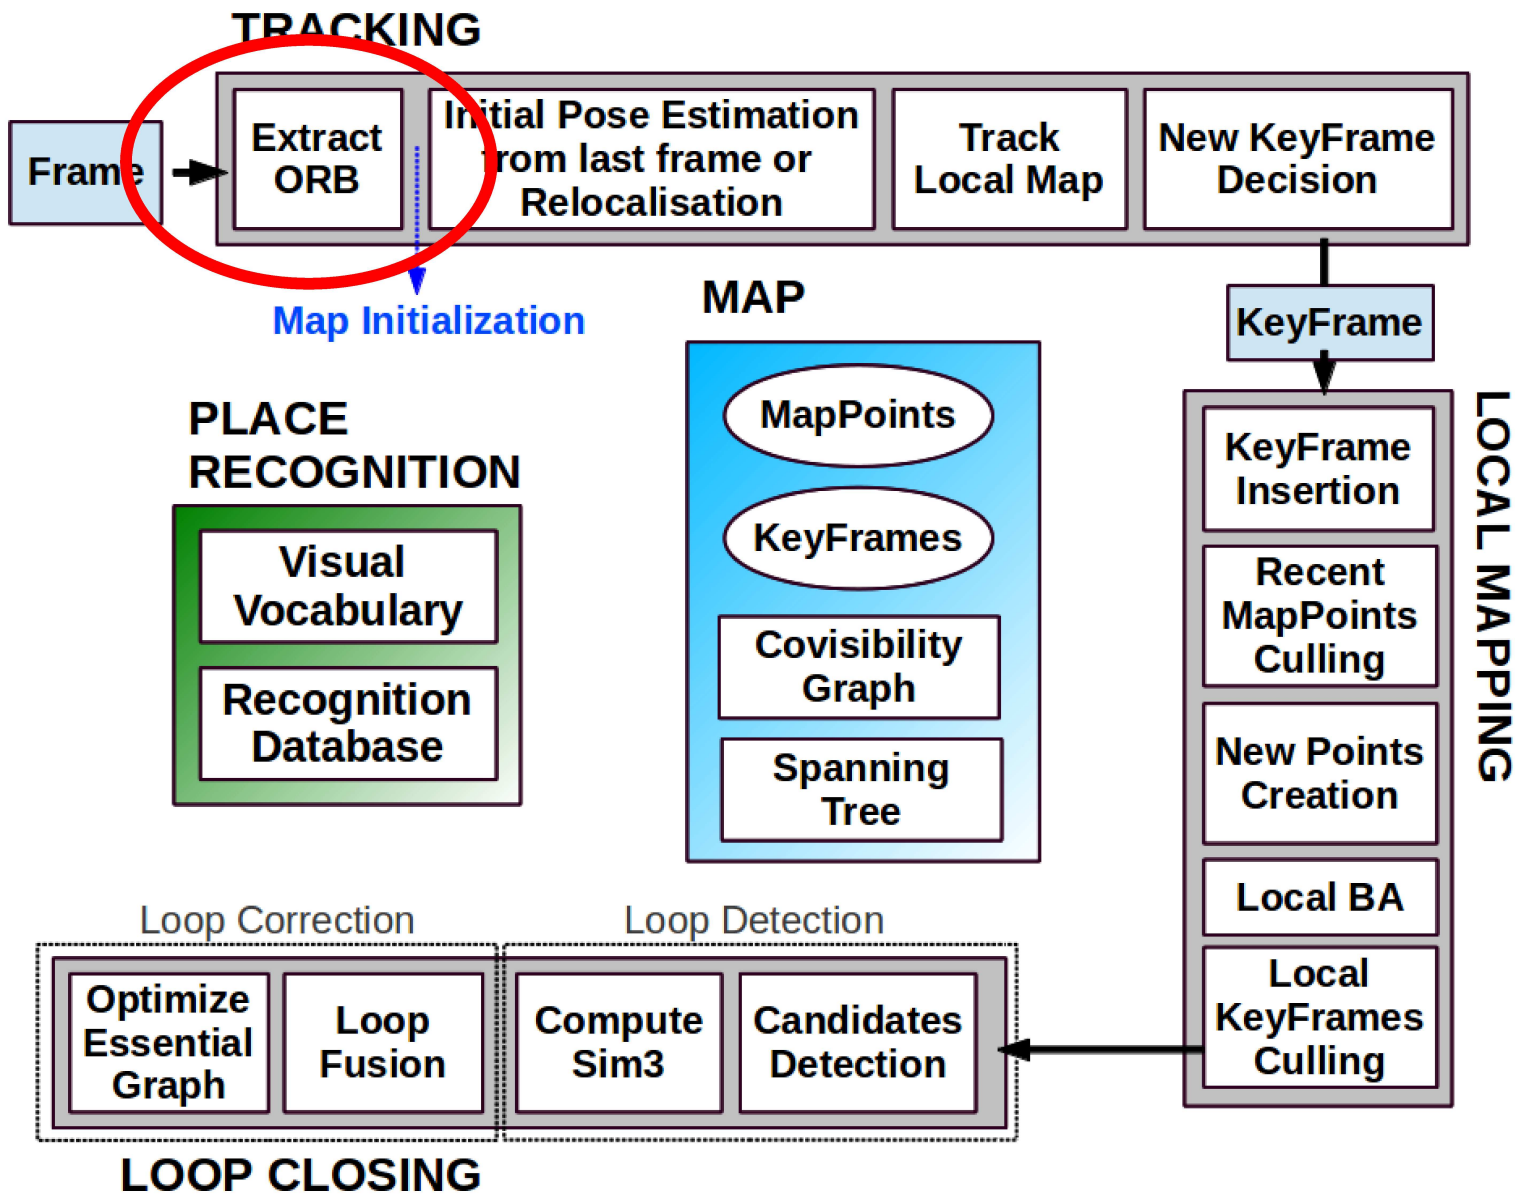 TRACKING
Frame
Extract
ORB
Initial Pose Estimation
from last frame or
Relocalisation
Track
Local Map
New KeyFrame
Decision
Map Initialization
MAP
KeyFrame
PLACE
RECOGNITION
Visual
Vocabulary
Recognition
Database
MapPoints
KeyFrames
Covisibility
Graph
Spanning
Tree
LOCAL MAPPING
KeyFrame
Insertion
Recent
MapPoints
Culling
New Points
Creation
Local BA
Local
KeyFrames
Culling
Loop Correction
Loop Detection
Optimize
Essential
Graph
Loop
Fusion
Compute
Sim3
Candidates
Detection
LOOP CLOSING